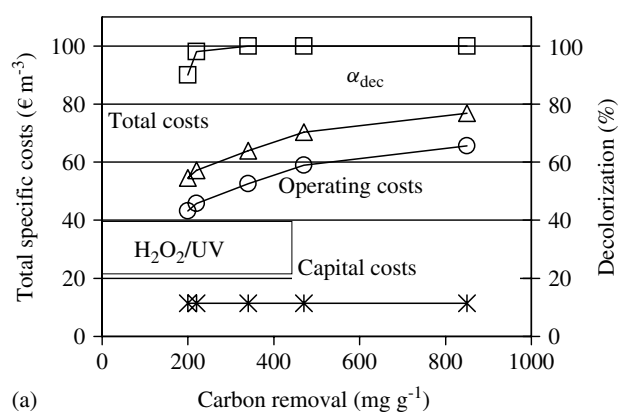 100
80
60
40
20
0
Total specific costs (€ m-3)
100
80
60
40
20
0
Decolorization (%)
αdec
Total costs
Operating costs
H2O2/UV
Capital costs
0 200 400 600 800 1000
(a) Carbon removal (mg g-1)